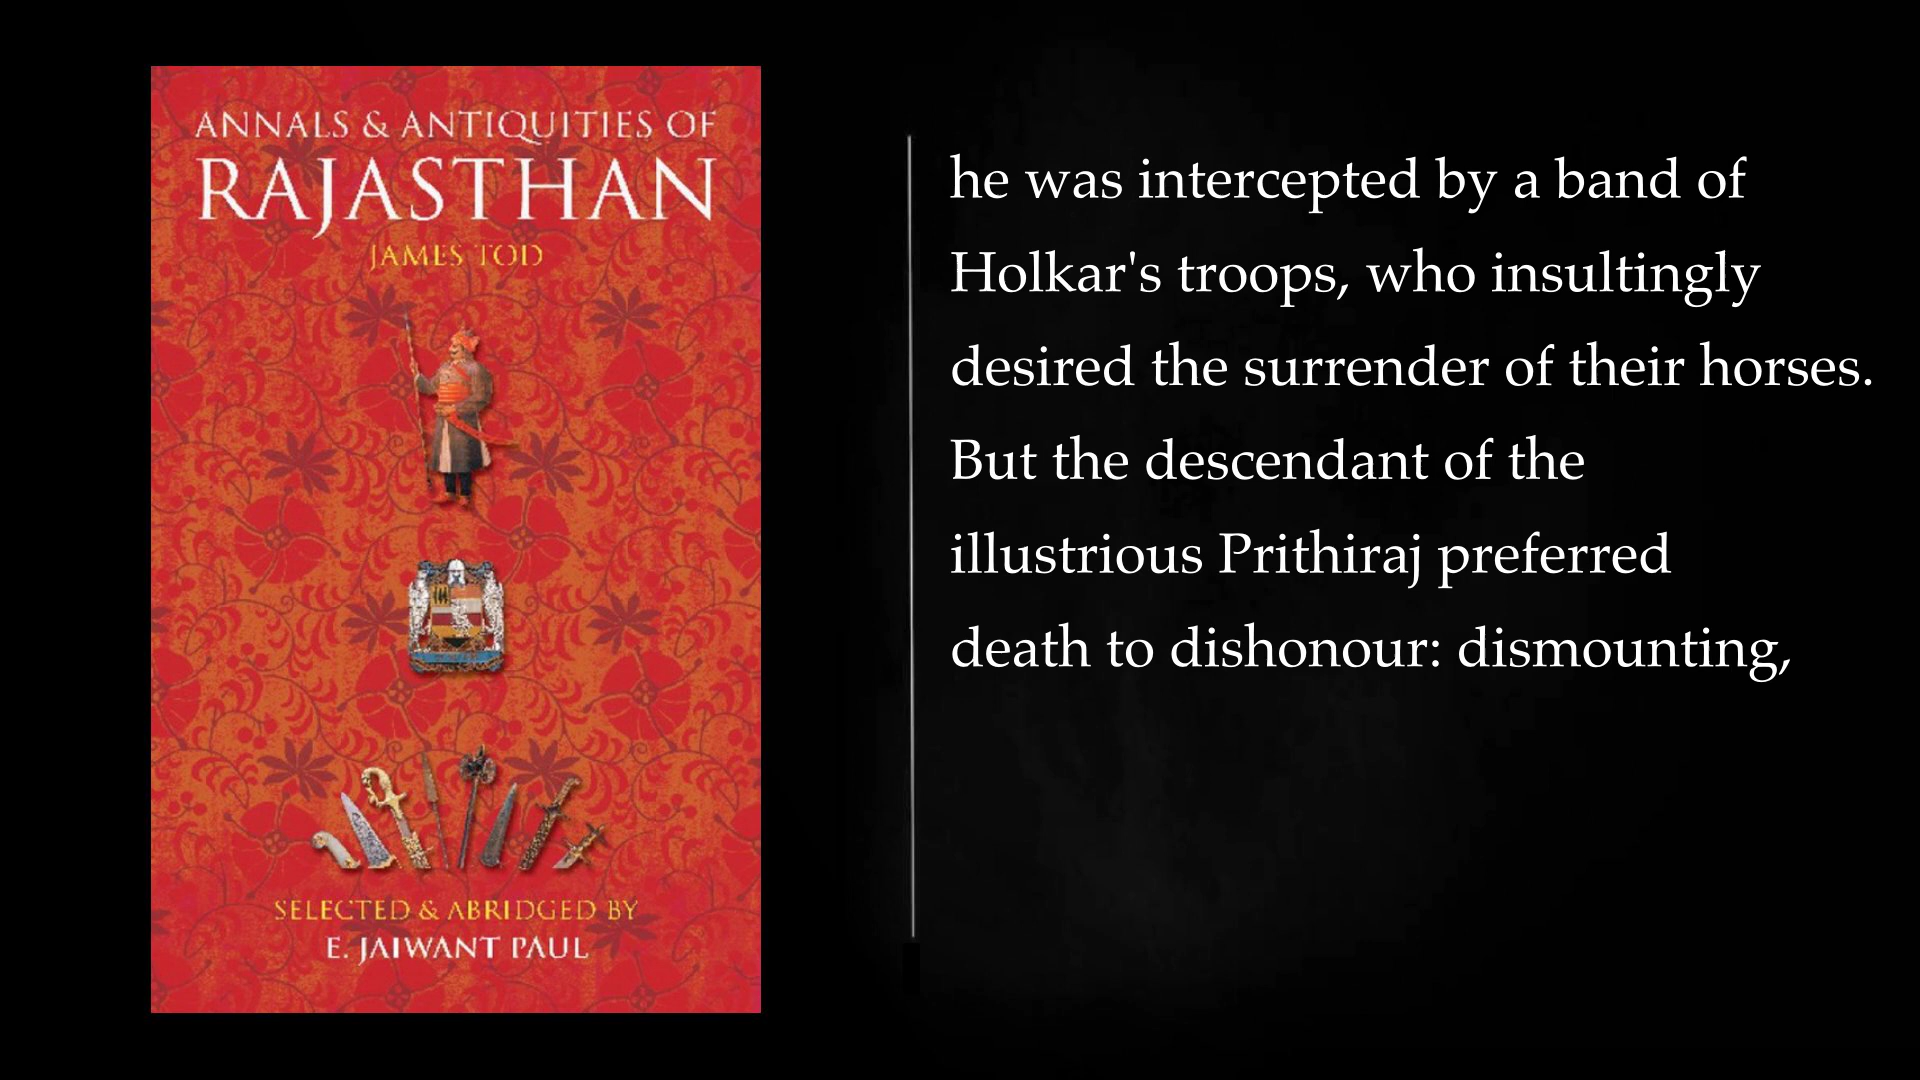 ANNALS & ANTIQUITIES OF
RAJASTHAN
JAMES TOD
SELECTED & ABRIDGED BY
E. JAIWANT PAUL
he was intercepted by a band of
Holkar's troops, who insultingly
desired the surrender of their horses.
But the descendant of the
illustrious Prithiraj preferred
death to dishonour: dismounting,